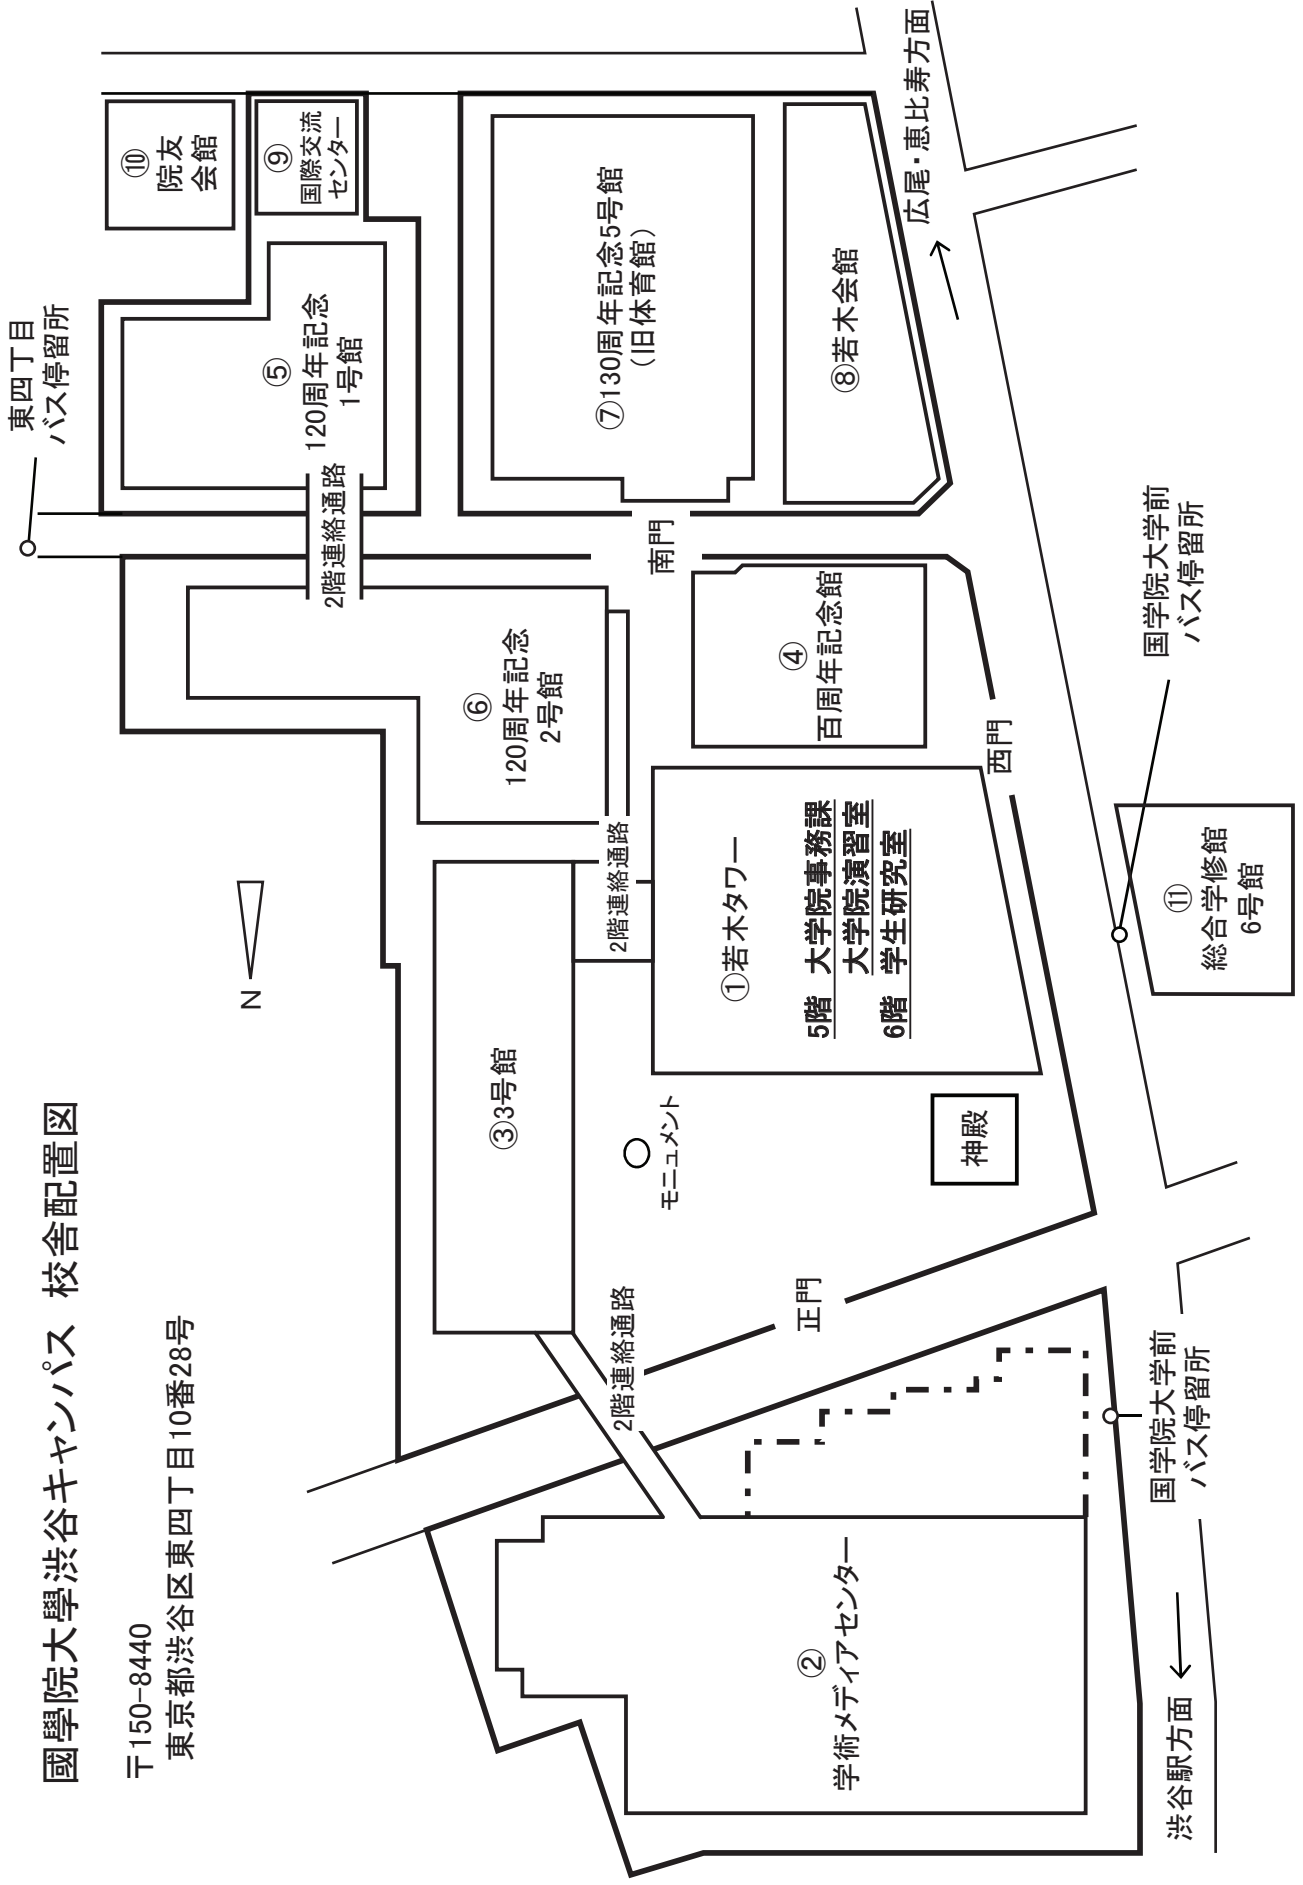 國學院大學渋谷キャンパス 校舎配置図
〒150-8440
東京都渋谷区東四丁目10番28号
N
東四丁目
バス停留所
⑩
院友
会館
⑨
国際交流
センター
⑤
120周年記念
1号館
2階連絡通路
⑥
120周年記念
2号館
2階連絡通路
③3号館
モニュメント
2階連絡通路
⑦130周年記念5号館
(旧体育館)
⑧若木会館
広尾・恵比寿方面
南門
④
百周年記念館
西門
①若木タワー
5階 大学院事務課
大学院演習室
6階 学生研究室
神殿
正門
②
学術メディアセンター
国学院大学前
バス停留所
⑪
総合学修館
6号館
国学院大学前
バス停留所
渋谷駅方面